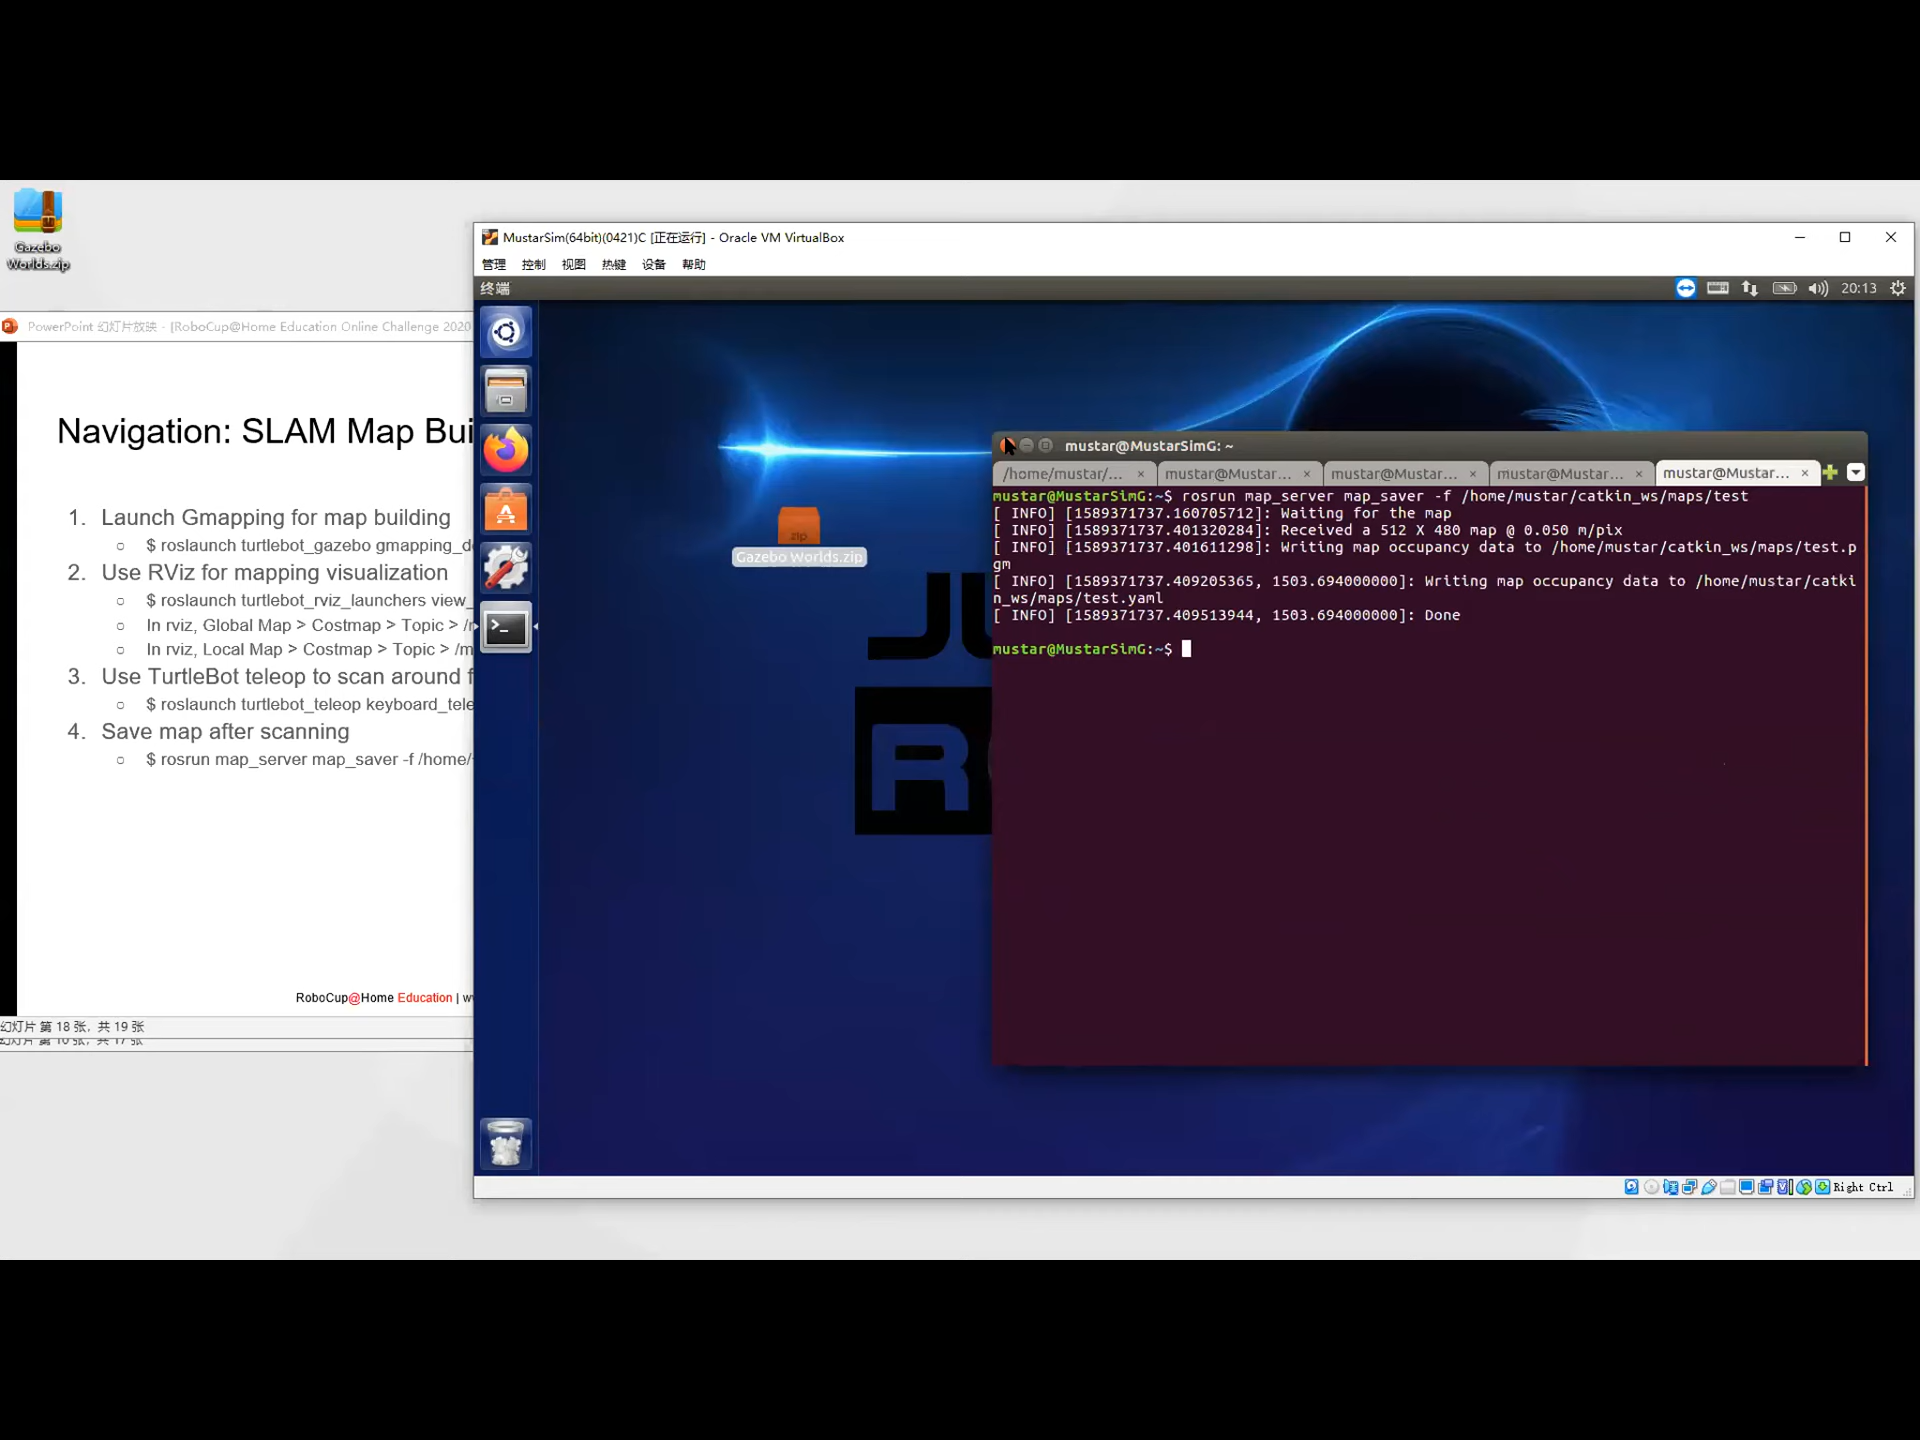 Gazebo
Worlds.zip
MustarSim(64bit)(0421)C [正在运行] - Oracle VM VirtualBox
管理 控制 视图 热键 设备 帮助
终端
20:13
PowerPoint 幻灯片放映 - [RoboCup@Home Education Online Challenge 2020
Navigation: SLAM Map Bui
1. Launch Gmapping for map building
○ $ roslaunch turtlebot_gazebo gmapping_de
2. Use RViz for mapping visualization
○ $ roslaunch turtlebot_rviz_launchers view_
○ In rviz, Global Map > Costmap > Topic > /m
○ In rviz, Local Map > Costmap > Topic > /m
3. Use TurtleBot teleop to scan around f
○ $ roslaunch turtlebot_teleop keyboard_tele
4. Save map after scanning
○ $ rosrun map_server map_saver -f /home/
RoboCup@Home Education | w
幻灯片 第 18 张，共 19 张
zip
Gazebo Worlds.zip
JU
R
mustar@MustarSimG: ~
/home/mustar/... × mustar@Mustar... × mustar@Mustar... × mustar@Mustar... × mustar@Mustar... ×
mustar@MustarSimG:~$ rosrun map_server map_saver -f /home/mustar/catkin_ws/maps/test
[ INFO] [1589371737.160705712]: Waiting for the map
[ INFO] [1589371737.401320284]: Received a 512 X 480 map @ 0.050 m/pix
[ INFO] [1589371737.401611298]: Writing map occupancy data to /home/mustar/catkin_ws/maps/test.p
gm
[ INFO] [1589371737.409205365, 1503.694000000]: Writing map occupancy data to /home/mustar/catki
n_ws/maps/test.yaml
[ INFO] [1589371737.409513944, 1503.694000000]: Done
mustar@MustarSimG:~$
Right Ctrl